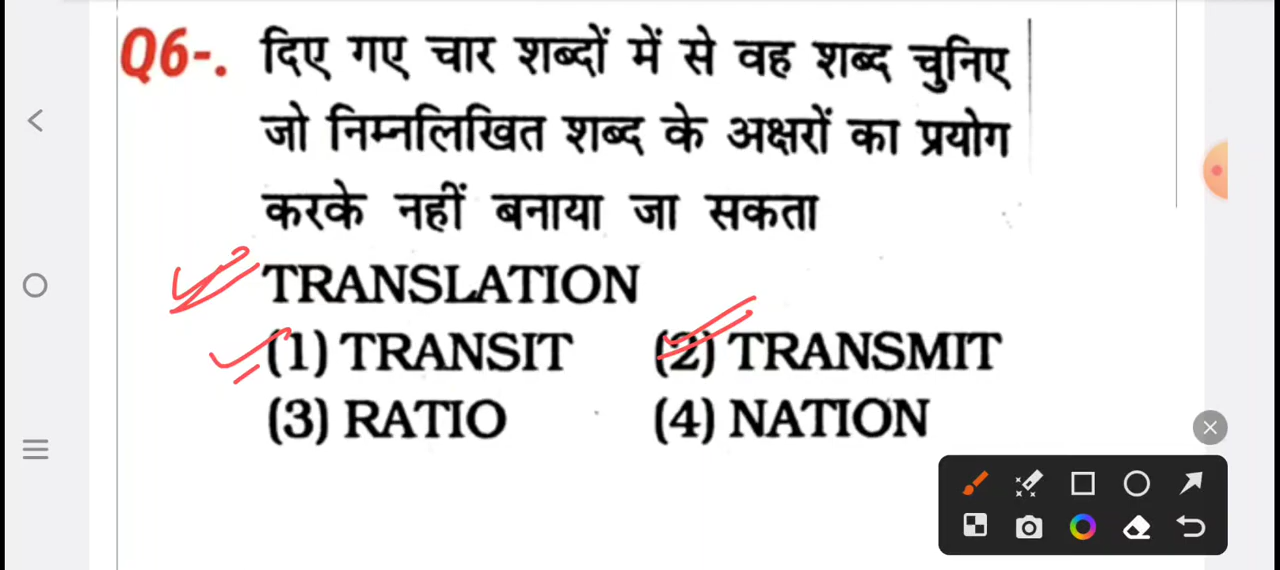 Q6-. दिए गए चार शब्दों में से वह शब्द चुनिए
जो निम्नलिखित शब्द के अक्षरों का प्रयोग
करके नहीं बनाया जा सकता
TRANSLATION
(1) TRANSIT (2) TRANSMIT
(3) RATIO (4) NATION